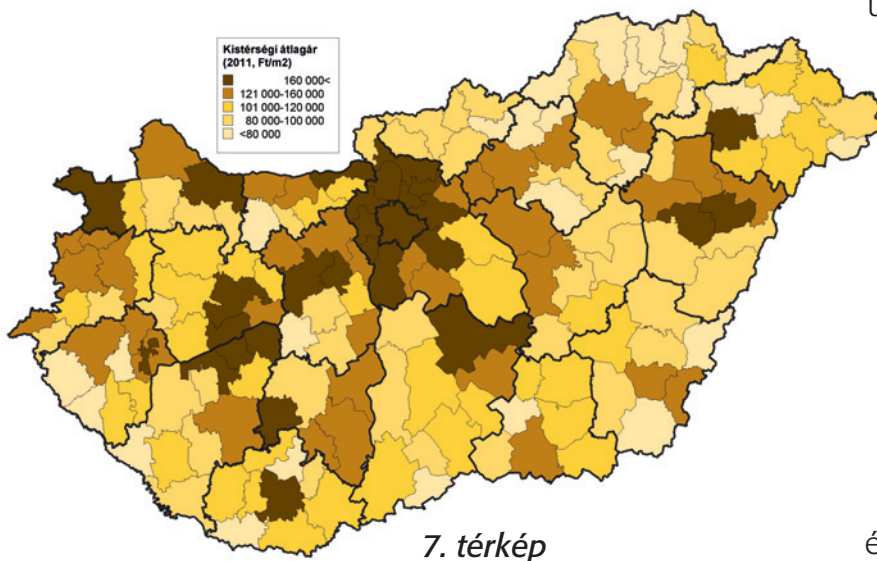 Kistérségi átlagár
(2011, Ft/m2)
160 000<
121 000-160 000
101 000-120 000
80 000-100 000
<80 000
7. térkép
é